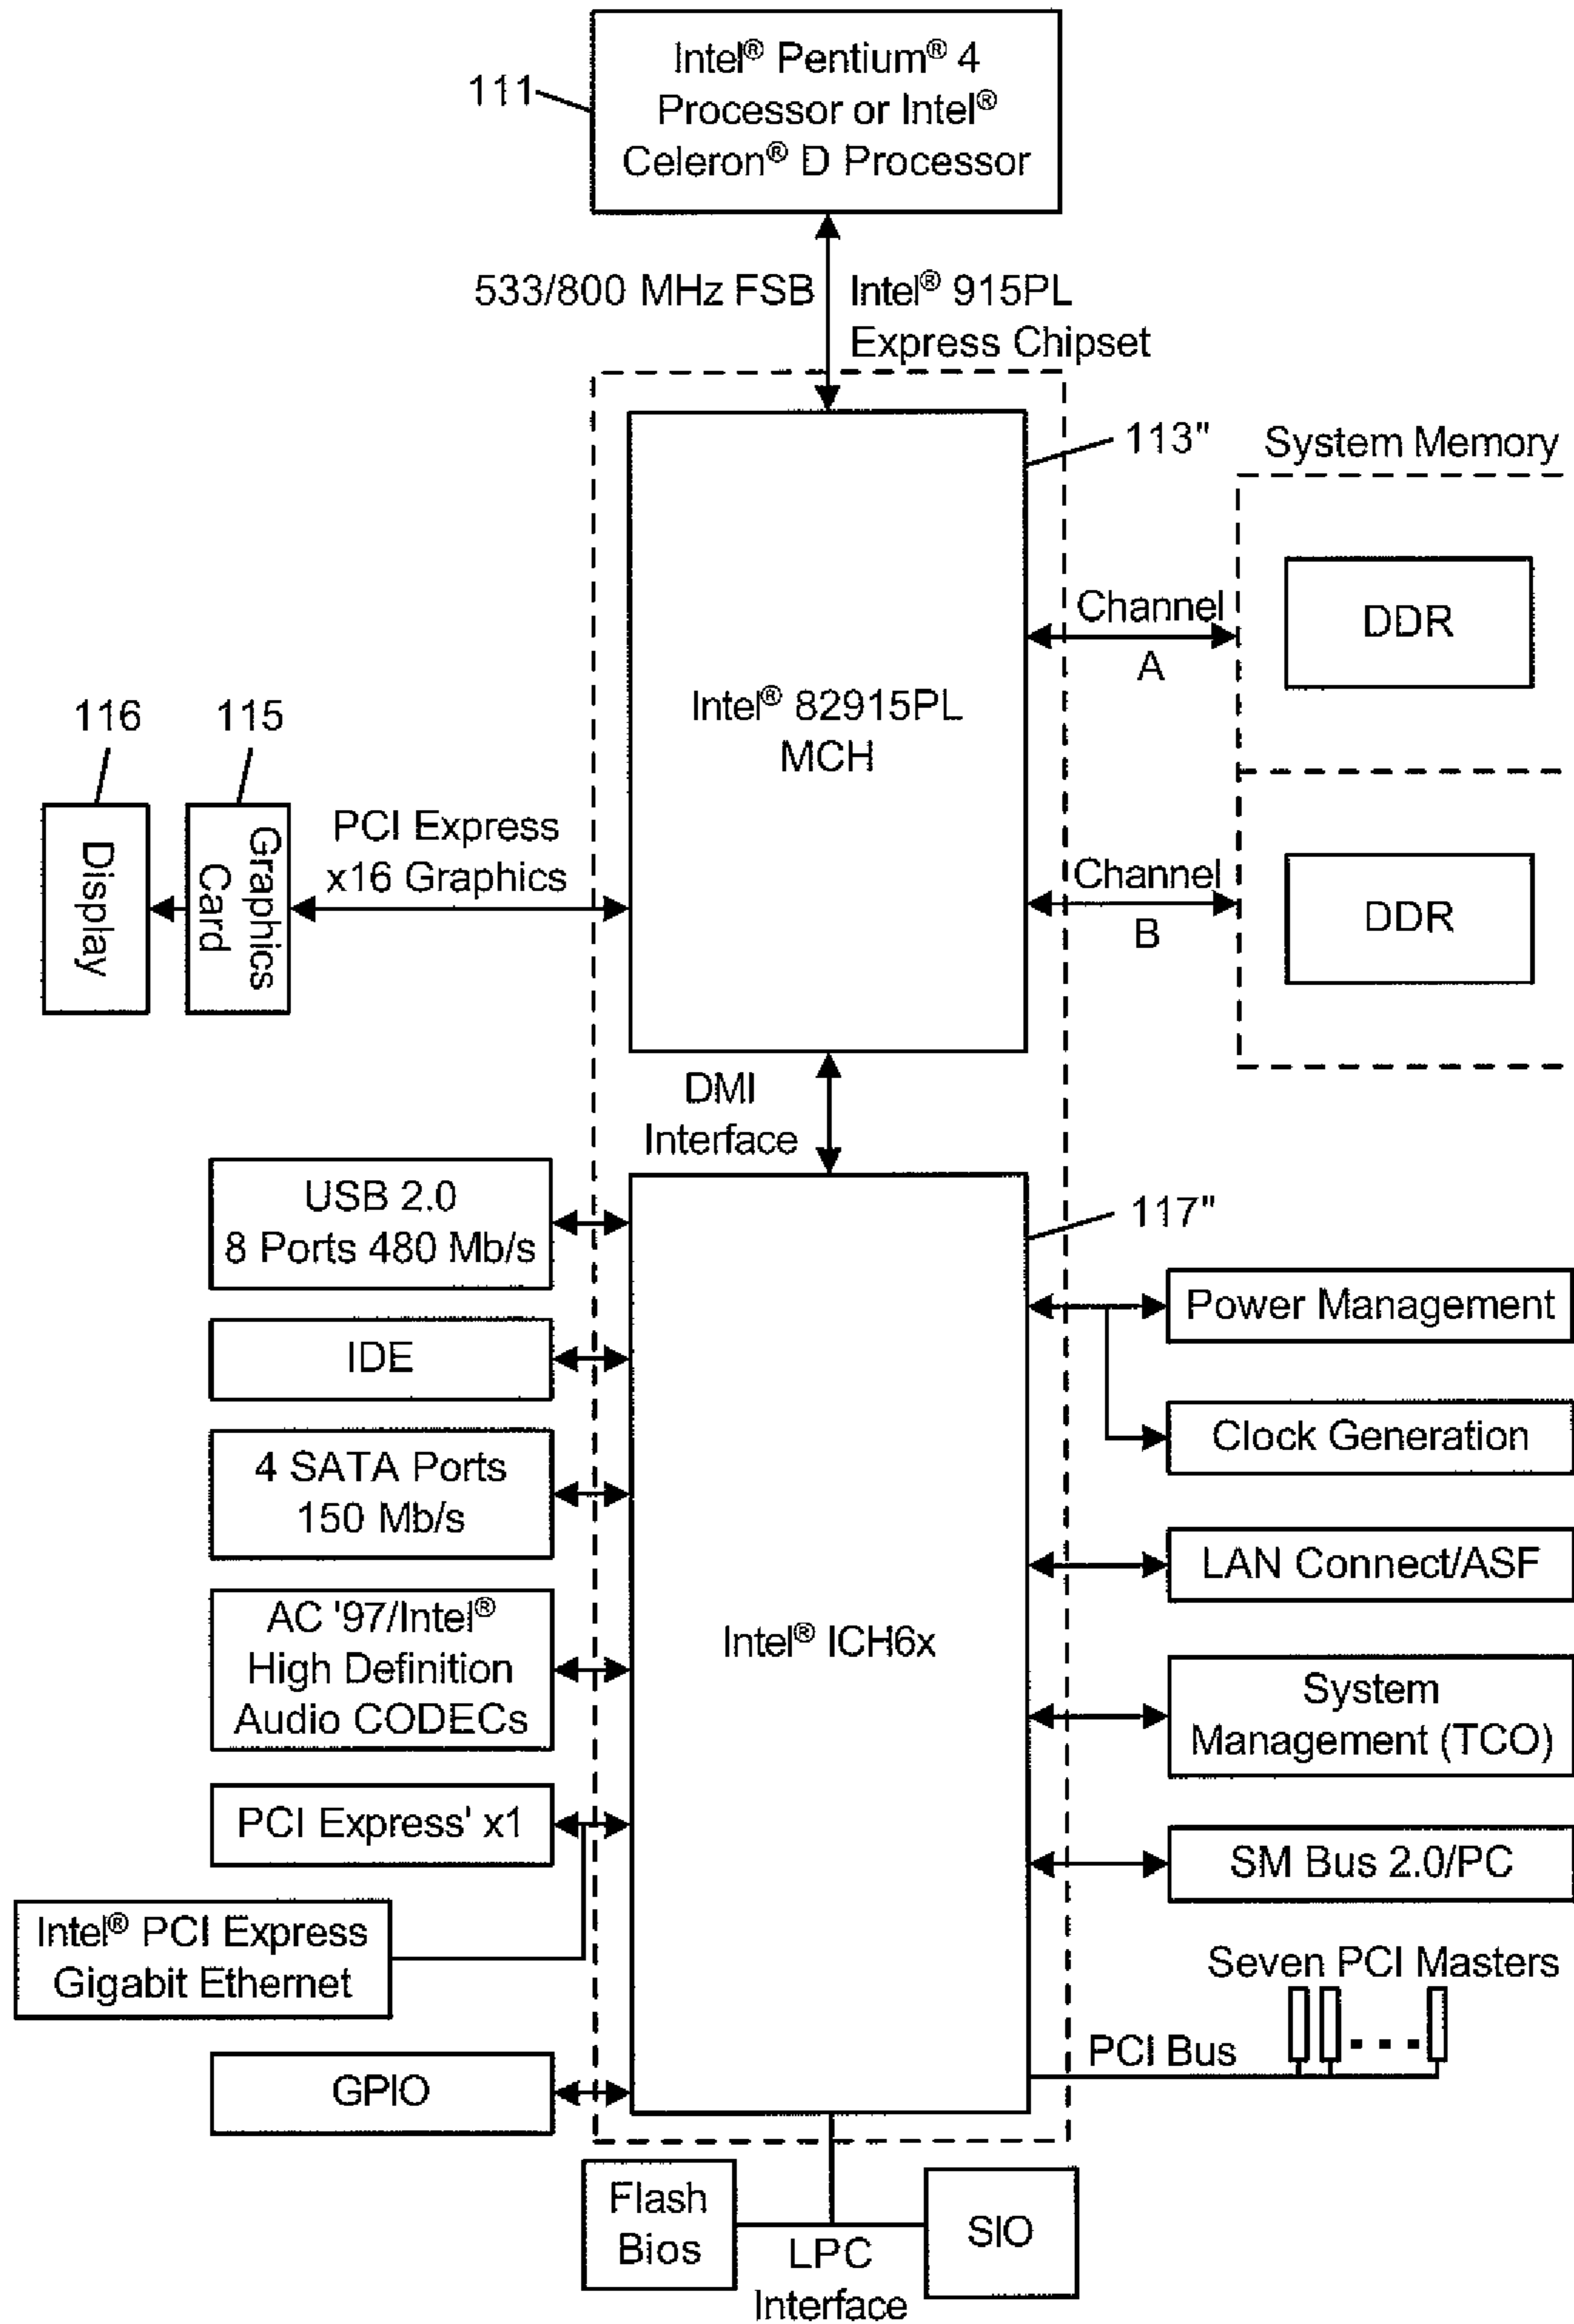 Intel® Pentium® 4
Processor or Intel®
Celeron® D Processor
111
533/800 MHz FSB
Intel® 915PL
Express Chipset
113"
System Memory
DDR
Channel
A
Intel® 82915PL
MCH
116
115
Display
Graphics
Card
PCI Express
x16 Graphics
Channel
B
DDR
DMI
Interface
USB 2.0
8 Ports 480 Mb/s
117"
Power Management
IDE
Clock Generation
4 SATA Ports
150 Mb/s
LAN Connect/ASF
AC '97/Intel®
High Definition
Audio CODECs
Intel® ICH6x
System
Management (TCO)
PCI Express' x1
SM Bus 2.0/PC
Intel® PCI Express
Gigabit Ethernet
Seven PCI Masters
PCI Bus
GPIO
Flash
Bios
LPC
Interface
SIO